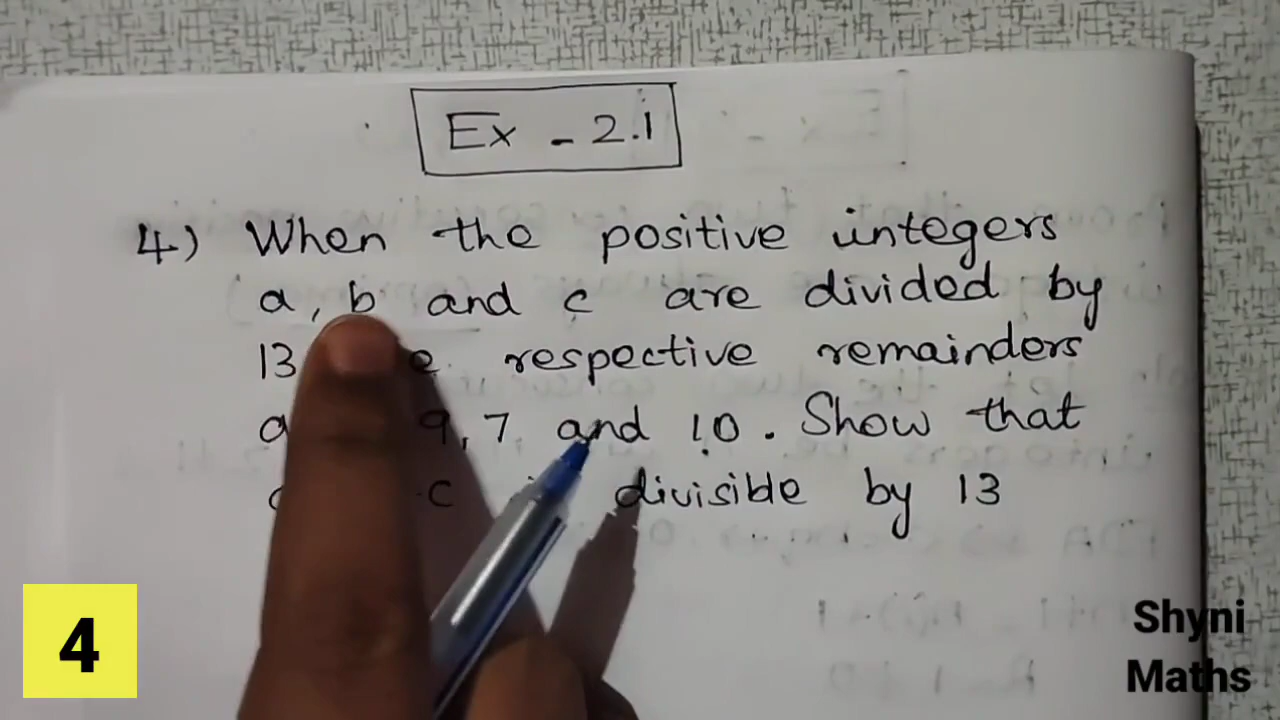 Ex - 2.1
4) When the positive integers
a, b and c are divided by
13 respective remainders
9, 7 and 10. Show that
c divisible by 13
4
Shyni
Maths